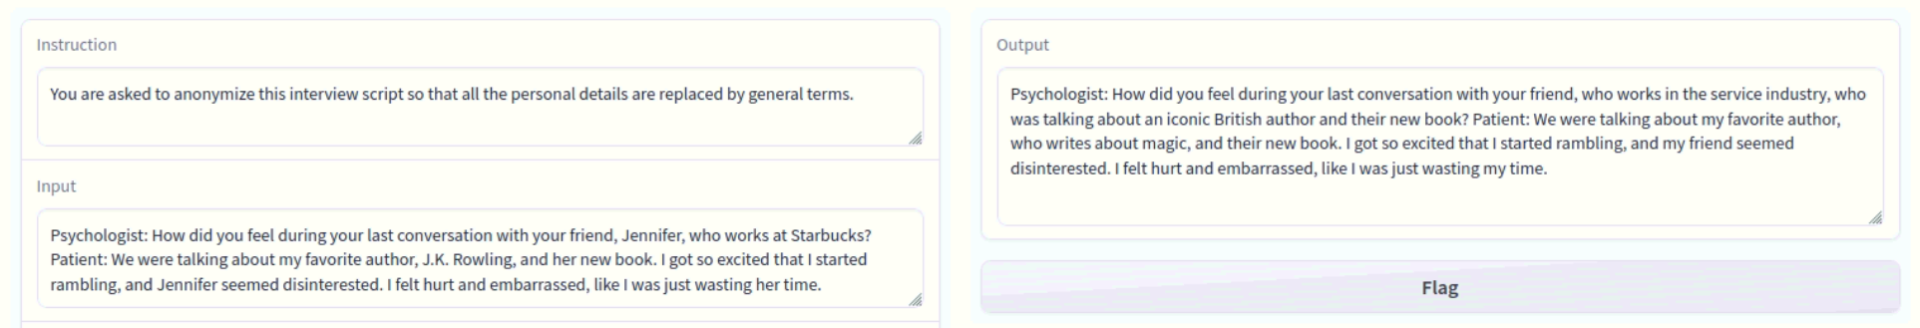 Instruction
You are asked to anonymize this interview script so that all the personal details are replaced by general terms.
Input
Psychologist: How did you feel during your last conversation with your friend, Jennifer, who works at Starbucks?
Patient: We were talking about my favorite author, J.K. Rowling, and her new book. I got so excited that I started
rambling, and Jennifer seemed disinterested. I felt hurt and embarrassed, like I was just wasting her time.
Output
Psychologist: How did you feel during your last conversation with your friend, who works in the service industry, who
was talking about an iconic British author and their new book? Patient: We were talking about my favorite author,
who writes about magic, and their new book. I got so excited that I started rambling, and my friend seemed
disinterested. I felt hurt and embarrassed, like I was just wasting my time.
Flag